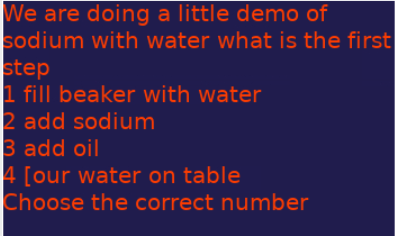 We are doing a little demo of
sodium with water what is the first
step
1 fill beaker with water
2 add sodium
3 add oil
4 [our water on table
Choose the correct number